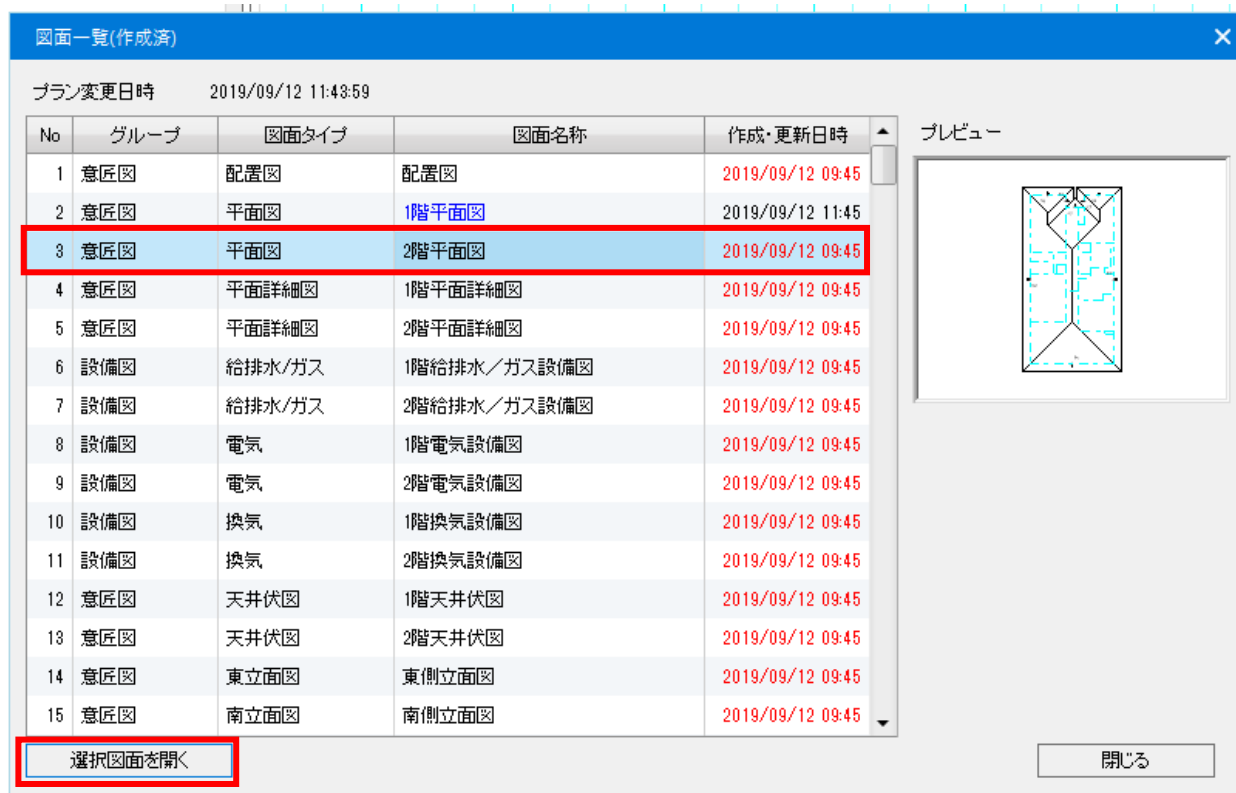 図面一覧(作成済)
プラン変更日時 2019/09/12 11:43:59
No グループ 図面タイプ 図面名称 作成・更新日時 プレビュー
1 意匠図 配置図 配置図 2019/09/12 09:45
2 意匠図 平面図 1階平面図 2019/09/12 11:45
3 意匠図 平面図 2階平面図 2019/09/12 09:45
4 意匠図 平面詳細図 1階平面詳細図 2019/09/12 09:45
5 意匠図 平面詳細図 2階平面詳細図 2019/09/12 09:45
6 設備図 給排水/ガス 1階給排水／ガス設備図 2019/09/12 09:45
7 設備図 給排水/ガス 2階給排水／ガス設備図 2019/09/12 09:45
8 設備図 電気 1階電気設備図 2019/09/12 09:45
9 設備図 電気 2階電気設備図 2019/09/12 09:45
10 設備図 換気 1階換気設備図 2019/09/12 09:45
11 設備図 換気 2階換気設備図 2019/09/12 09:45
12 意匠図 天井伏図 1階天井伏図 2019/09/12 09:45
13 意匠図 天井伏図 2階天井伏図 2019/09/12 09:45
14 意匠図 東立面図 東側立面図 2019/09/12 09:45
15 意匠図 南立面図 南側立面図 2019/09/12 09:45
選択図面を開く 閉じる